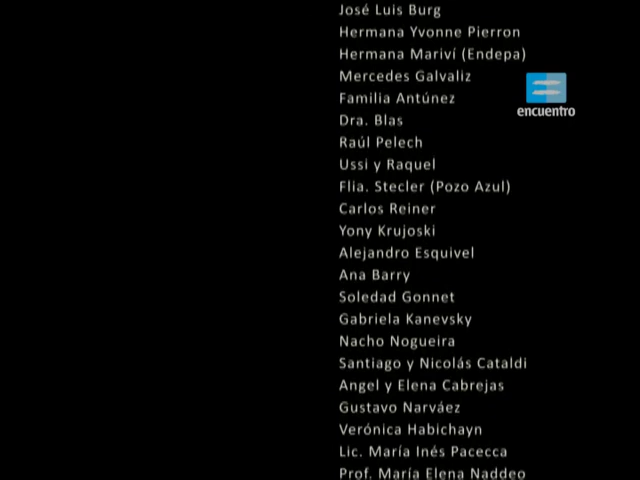 José Luis Burg
Hermana Yvonne Pierron
Hermana Mariví (Endepa)
Mercedes Galvaliz
Familia Antúnez
encuentro
Dra. Blas
Raúl Pelech
Ussi y Raquel
Flia. Stecler (Pozo Azul)
Carlos Reiner
Yony Krujoski
Alejandro Esquivel
Ana Barry
Soledad Gonnet
Gabriela Kanevsky
Nacho Nogueira
Santiago y Nicolás Cataldi
Angel y Elena Cabrejas
Gustavo Narváez
Verónica Habichayn
Lic. María Inés Pacecca
Prof. María Elena Naddeo